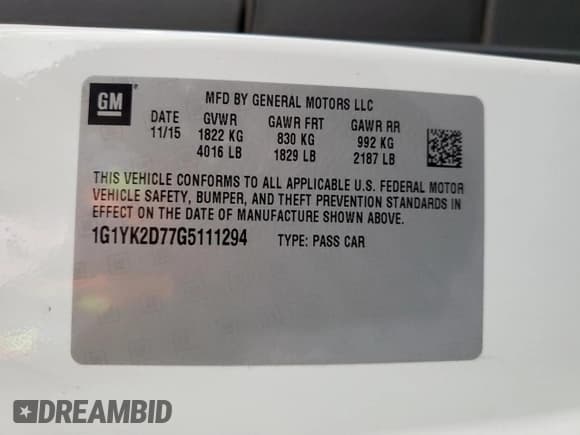 GM
MFD BY GENERAL MOTORS LLC
DATE GVWR GAWR FRT GAWR RR
11/15 1822 KG 830 KG 992 KG
4016 LB 1829 LB 2187 LB
THIS VEHICLE CONFORMS TO ALL APPLICABLE U.S. FEDERAL MOTOR
VEHICLE SAFETY, BUMPER, AND THEFT PREVENTION STANDARDS IN
EFFECT ON THE DATE OF MANUFACTURE SHOWN ABOVE.
1G1YK2D77G5111294 TYPE: PASS CAR
DREAMBID